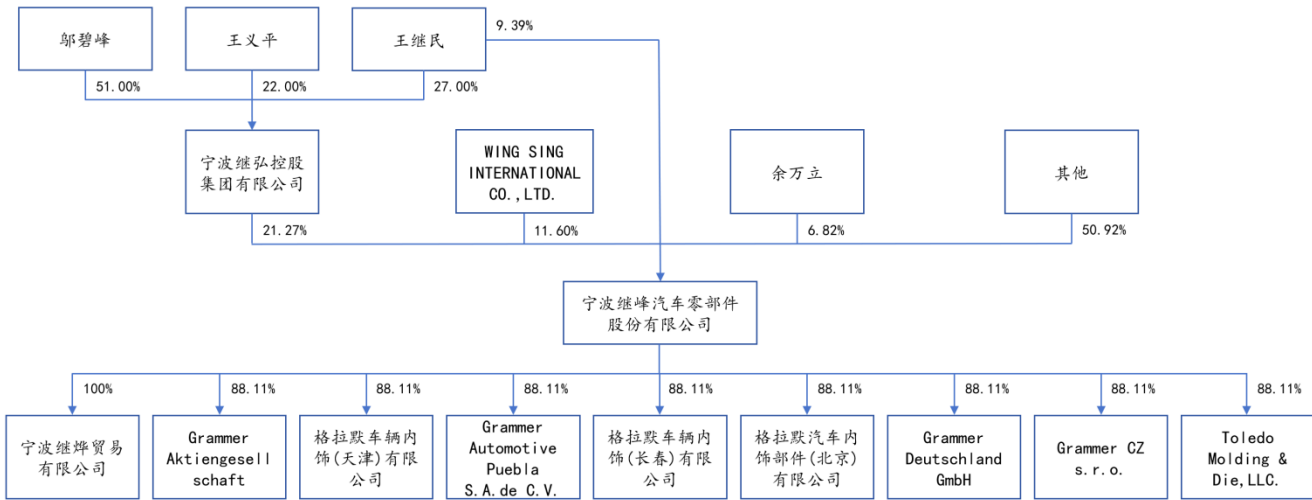 9.39%
邬碧峰
王义平
王继民
51.00%
22.00%
27.00%
宁波继弘控股
集团有限公司
WING SING
INTERNATIONAL
CO.,LTD.
余万立
其他
21.27%
11.60%
6.82%
50.92%
宁波继峰汽车零部件
股份有限公司
100%
88.11%
88.11%
88.11%
88.11%
88.11%
88.11%
88.11%
88.11%
宁波继烨贸易
有限公司
Grammer
Aktiengesell
schaft
格拉默车辆内
饰(天津)有限
公司
Grammer
Automotive
Puebla
S.A.de C.V.
格拉默车辆内
饰(长春)有限
公司
格拉默汽车内
饰部件(北京)
有限公司
Grammer
Deutschland
GmbH
Grammer CZ
s.r.o.
Toledo
Molding &
Die,LLC.